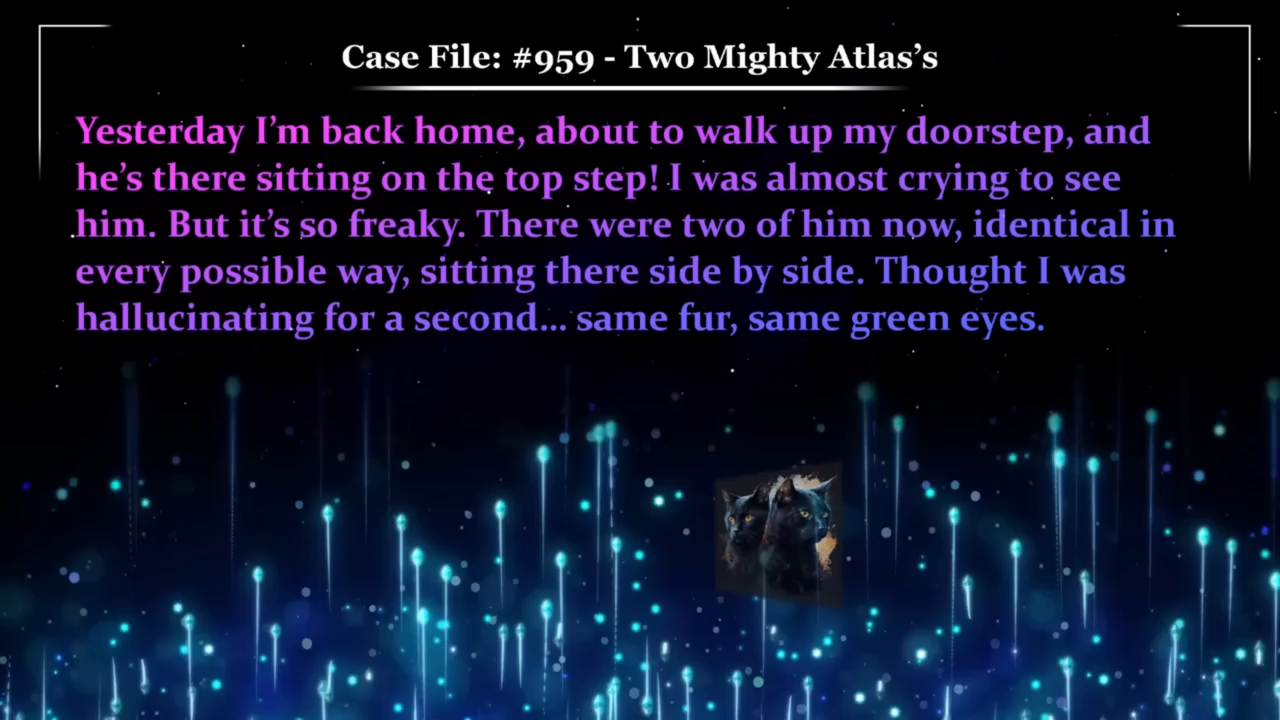 Case File: #959 - Two Mighty Atlas’s
Yesterday I’m back home, about to walk up my doorstep, and
he’s there sitting on the top step! I was almost crying to see
him. But it’s so freaky. There were two of him now, identical in
every possible way, sitting there side by side. Thought I was
hallucinating for a second... same fur, same green eyes.